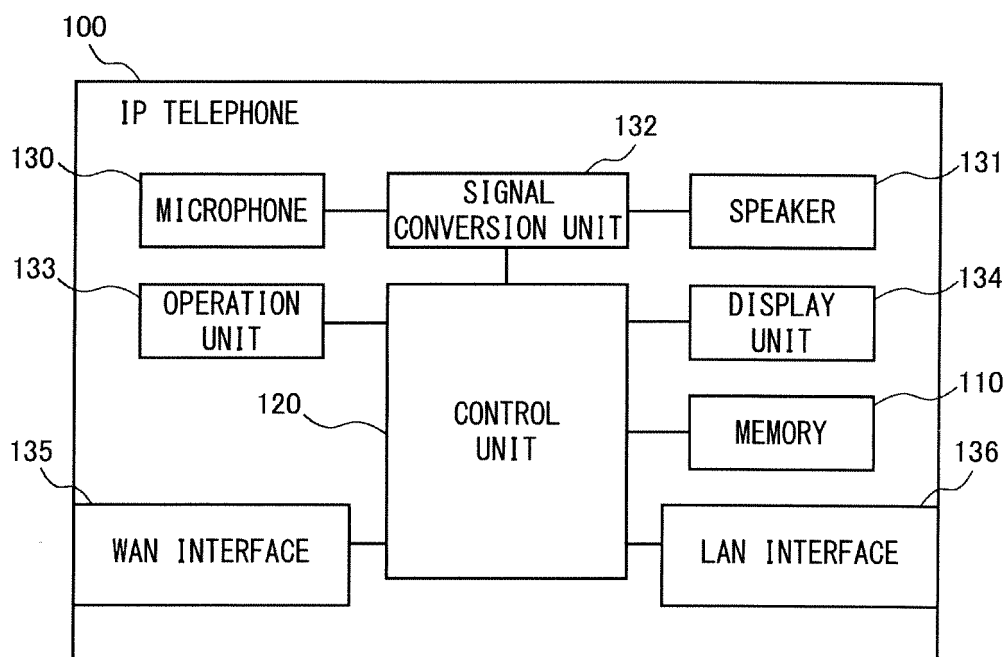 100
IP TELEPHONE
132
130
131
MICROPHONE
SIGNAL
CONVERSION UNIT
SPEAKER
133
134
OPERATION
UNIT
DISPLAY
UNIT
120
CONTROL
UNIT
110
MEMORY
135
136
WAN INTERFACE
LAN INTERFACE